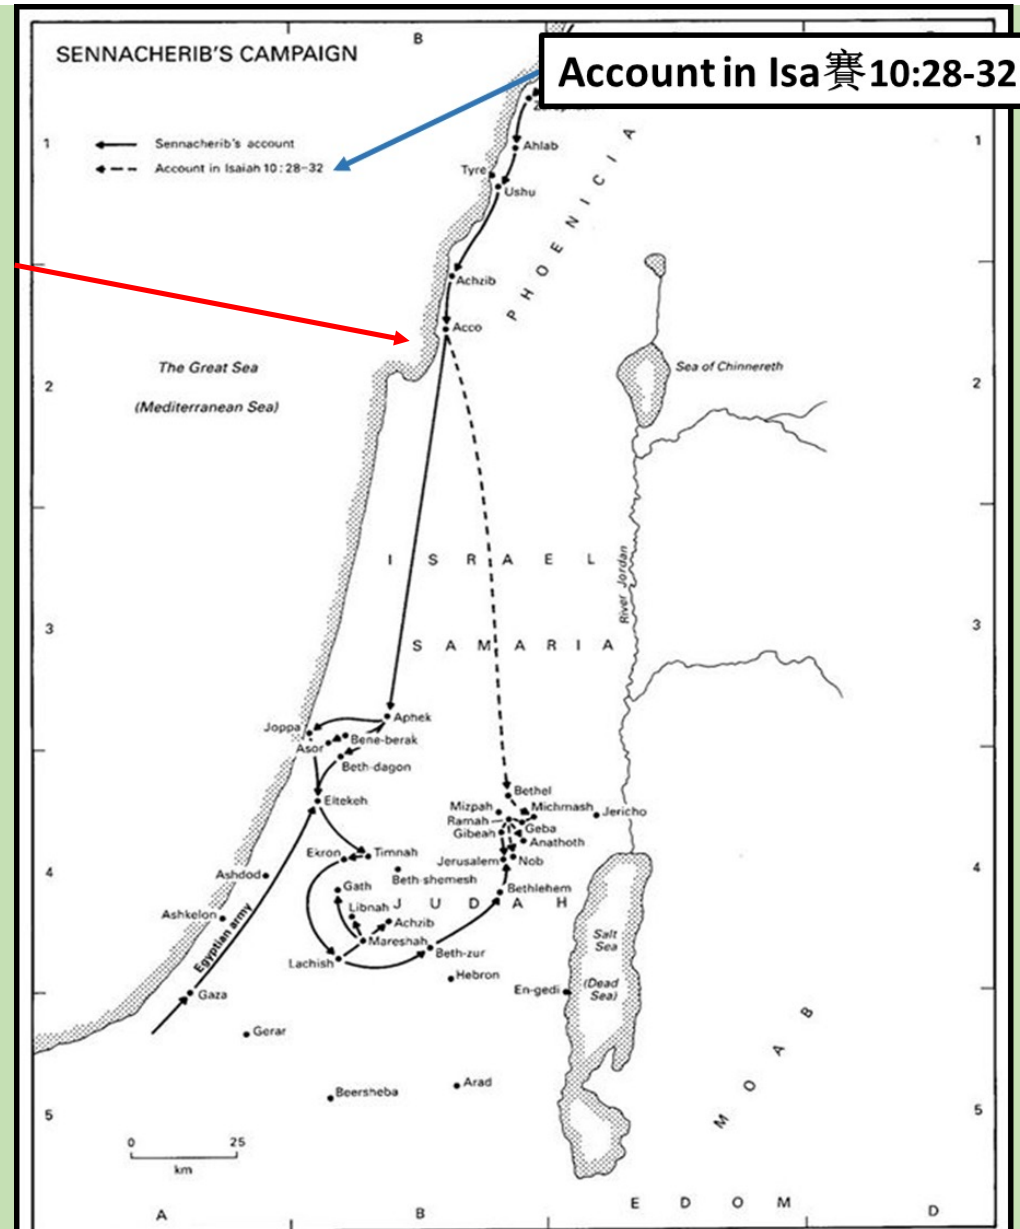 B
SENNACHERIB'S CAMPAIGN
Account in Isa賽10:28-32
1
Sennacherib's account
1
Account in Isaiah 10:28–32
Ahlab
Tyre
Ushu
PHOENICIA
Achzib
Acco
The Great Sea
(Mediterranean Sea)
Sea of Chinnereth
2
2
ISRAEL
River Jordan
3
3
SAMARIA
Aphek
Joppa
Bene-berak
Asor
Beth-dagon
Eltekeh
Bethel
Mizpah
Michmash
Jericho
Ramah
Geba
Gibeah
Anathoth
Ekron
Timnah
Jerusalem
Nob
4
4
Ashdod
Beth-shemesh
Gath
Bethlehem
JUDAH
Libnah
Ashkelon
Achzib
Egyptian army
Mareshah
Beth-zur
Lachish
Salt
Sea
(Dead
Sea)
Hebron
En-gedi
Gaza
Gerar
MOAB
Arad
Beersheba
5
5
0 25
km
EDOM
A
B
D